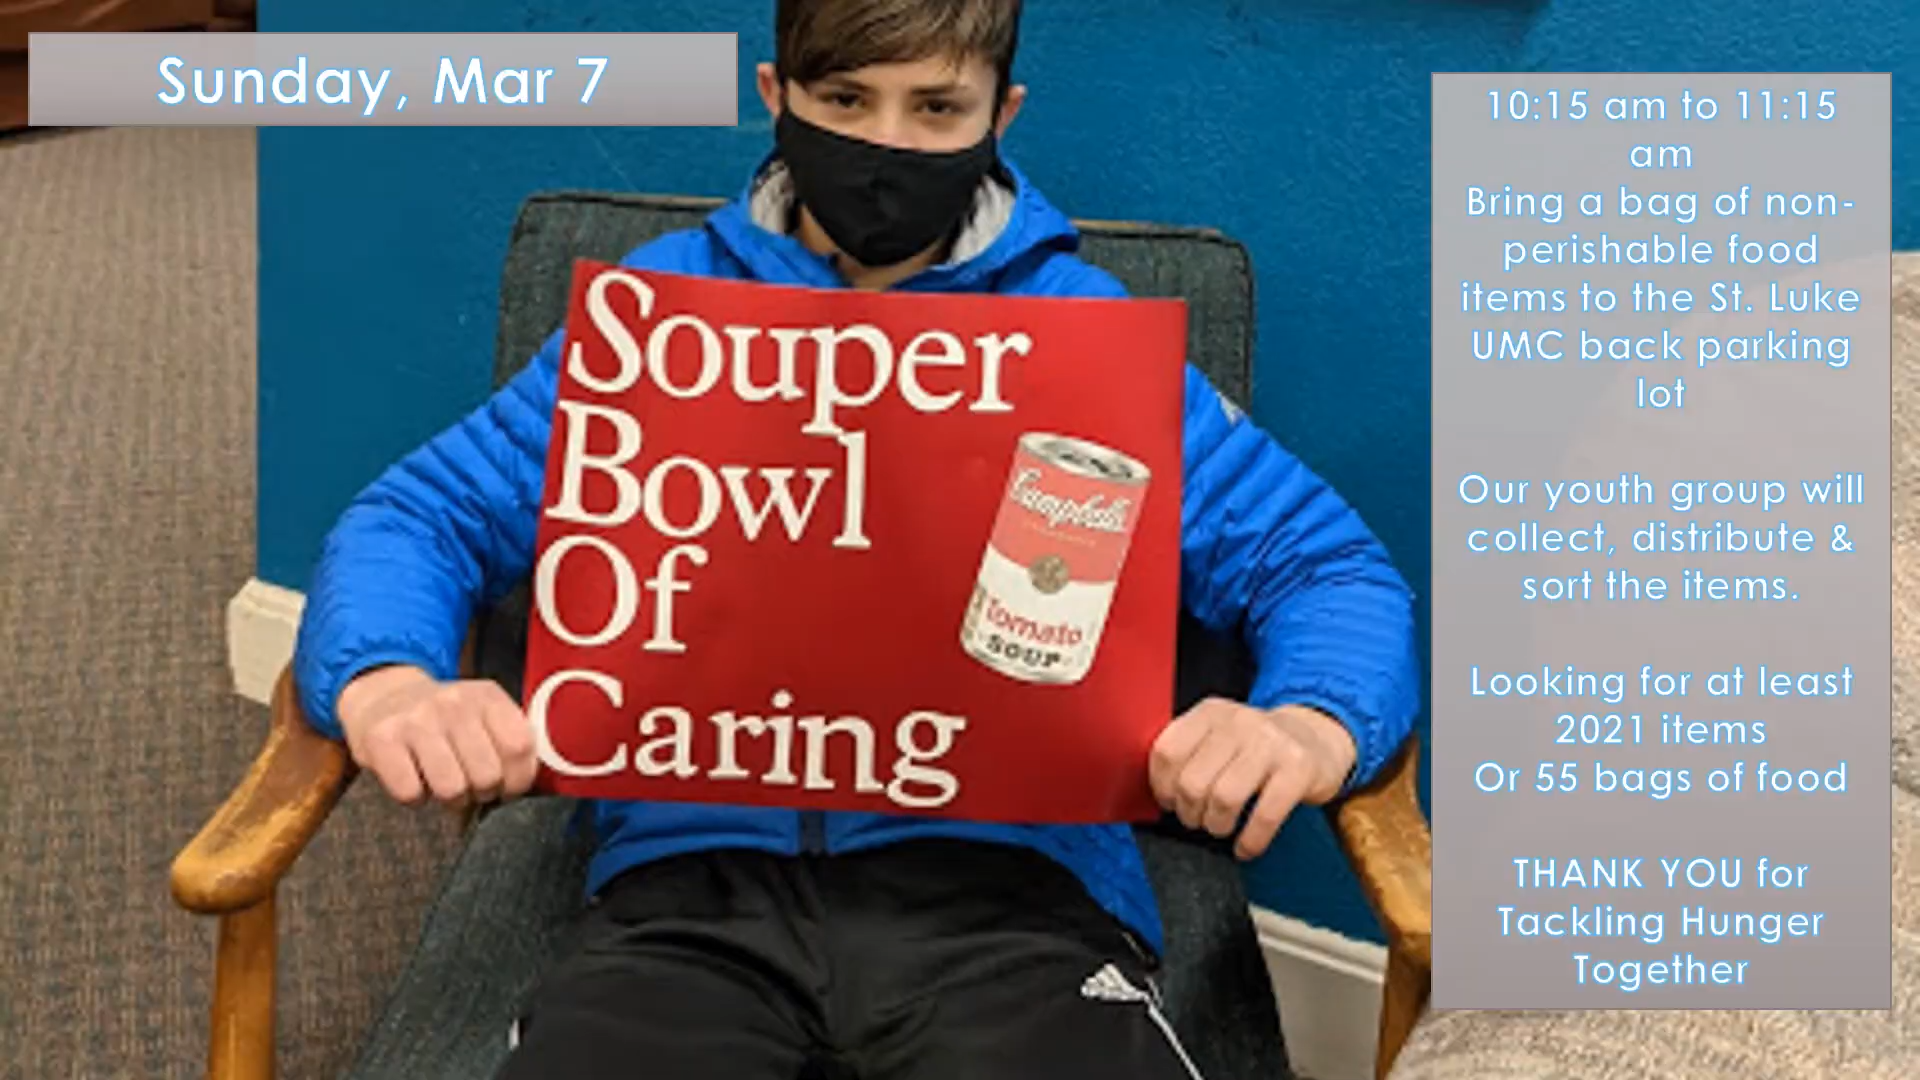 Sunday, Mar 7
10:15 am to 11:15
am
Bring a bag of non-
perishable food
items to the St. Luke
UMC back parking
lot
Our youth group will
collect, distribute &
sort the items.
Looking for at least
2021 items
Or 55 bags of food
THANK YOU for
Tackling Hunger
Together
Souper
Bowl
Of
Caring
Campbell's
Tomato
SOUP